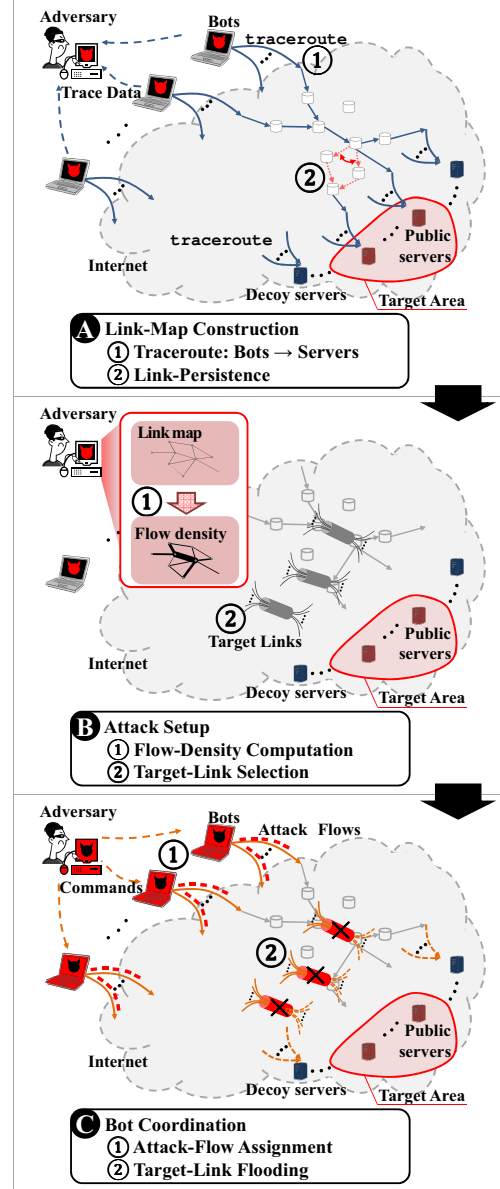 Adversary
Bots
traceroute
①
Trace Data
②
traceroute
Public
servers
Internet
Decoy servers
Target Area
A Link-Map Construction
① Traceroute: Bots → Servers
② Link-Persistence
Adversary
Link map
①
Flow density
②
Target Links
Public
servers
Internet
Decoy servers
Target Area
B Attack Setup
① Flow-Density Computation
② Target-Link Selection
Adversary
Bots
Attack Flows
①
Commands
②
Public
servers
Internet
Decoy servers
Target Area
C Bot Coordination
① Attack-Flow Assignment
② Target-Link Flooding